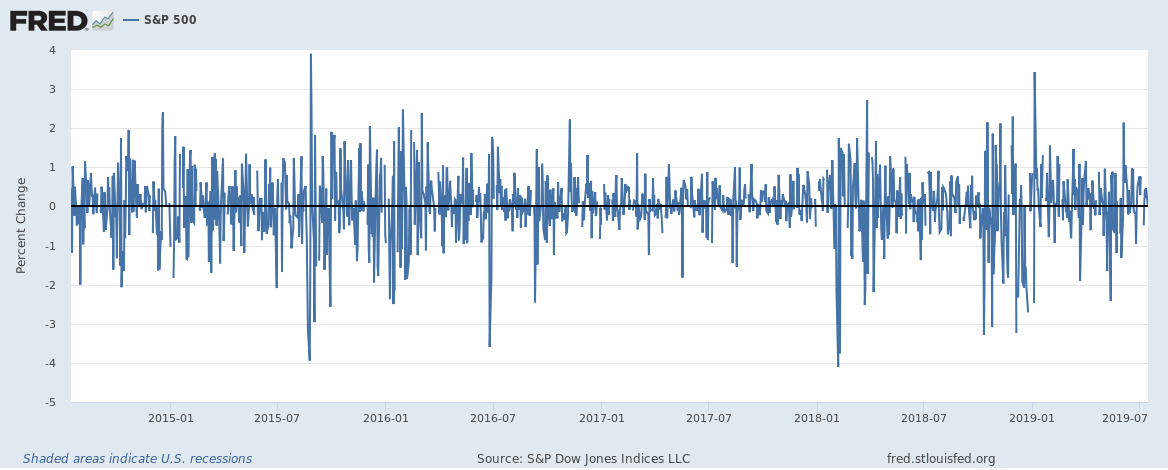 FRED S&P 500
4
3
2
1
0
-1
-2
-3
-4
-5
Percent Change
2015-01 2015-07 2016-01 2016-07 2017-01 2017-07 2018-01 2018-07 2019-01 2019-07
Shaded areas indicate U.S. recessions Source: S&P Dow Jones Indices LLC fred.stlouisfed.org